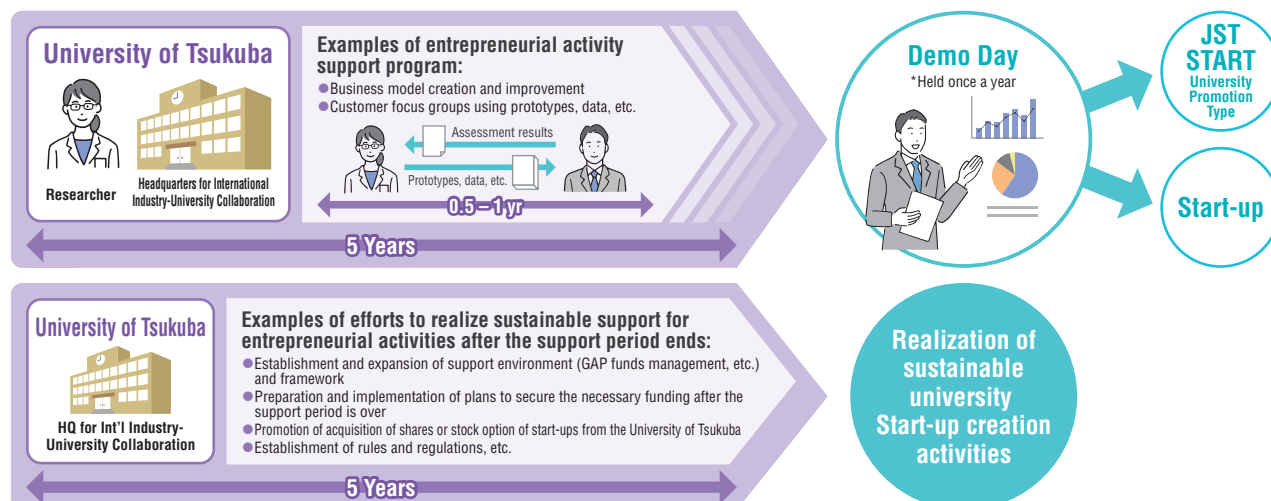 University of Tsukuba
Researcher
Headquarters for International
Industry-University Collaboration
Examples of entrepreneurial activity
support program:
●Business model creation and improvement
●Customer focus groups using prototypes, data, etc.
Assessment results
Prototypes, data, etc.
0.5 – 1 yr
5 Years
Demo Day
*Held once a year
JST
START
University
Promotion
Type
Start-up
University of Tsukuba
HQ for Int'l Industry-
University Collaboration
Examples of efforts to realize sustainable support for
entrepreneurial activities after the support period ends:
●Establishment and expansion of support environment (GAP funds management, etc.)
and framework
●Preparation and implementation of plans to secure the necessary funding after the
support period is over
●Promotion of acquisition of shares or stock option of start-ups from the University of Tsukuba
●Establishment of rules and regulations, etc.
5 Years
Realization of
sustainable
university
Start-up creation
activities